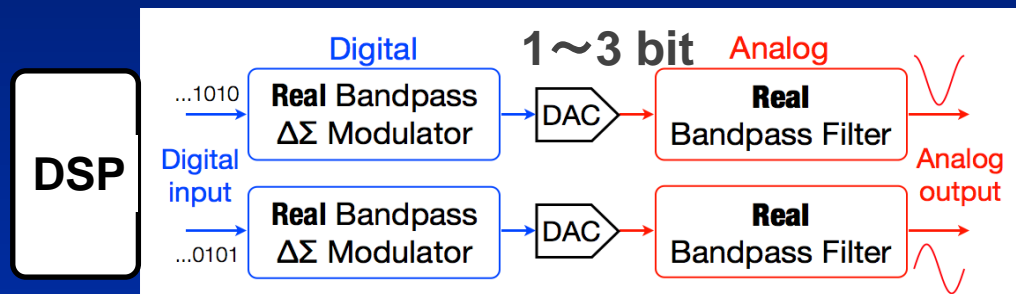 Digital
1～3 bit
Analog
...1010
Real Bandpass
ΔΣ Modulator
DAC
Real
Bandpass Filter
DSP
Digital
input
Analog
output
...0101
Real Bandpass
ΔΣ Modulator
DAC
Real
Bandpass Filter